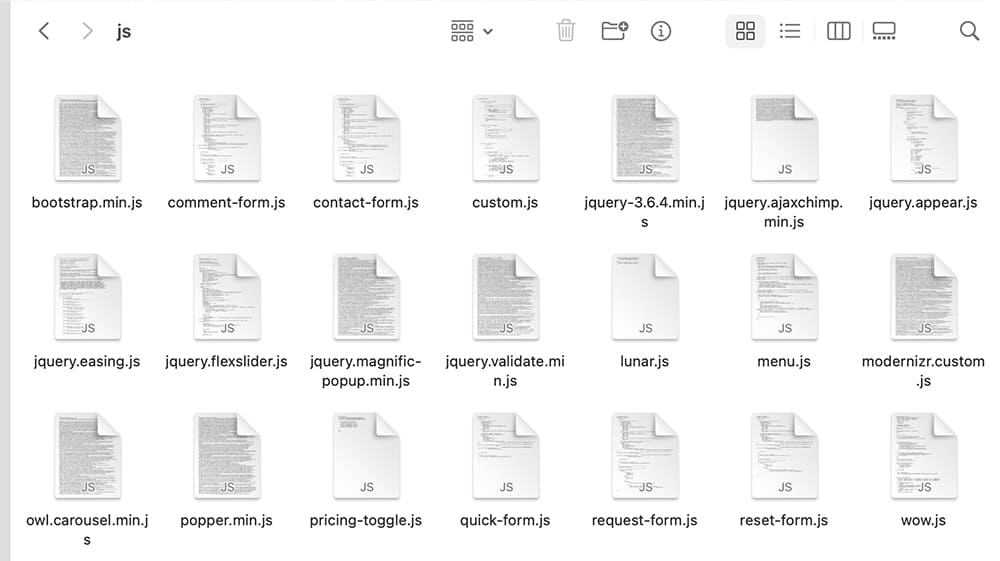 js
JS JS JS JS JS JS JS
bootstrap.min.js comment-form.js contact-form.js custom.js jquery-3.6.4.min.j jquery.ajaxchimp. jquery.appear.js
s min.js
JS JS JS JS JS JS JS
jquery.easing.js jquery.flexslider.js jquery.magnific- jquery.validate.mi lunar.js menu.js modernizr.custom
popup.min.js n.js .js
JS JS JS JS JS JS JS
owl.carousel.min.j popper.min.js pricing-toggle.js quick-form.js request-form.js reset-form.js wow.js
s